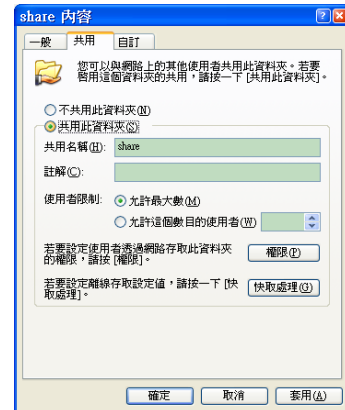 share 內容
一般 共用 自訂
您可以與網路上的其他使用者共用此資料夾。若要
啓用這個資料夾的共用，請按一下 [共用此資料夾]。
不共用此資料夾(N)
共用此資料夾(S)
共用名稱(H): share
註解(C):
使用者限制: 允許最大數(M)
允許這個數目的使用者(W)
若要設定使用者透過網路存取此資料夾
的權限，請按 [權限]。
權限(P)
若要設定離線存取設定值，請按一下 [快
取處理]。
快取處理(G)
確定 取消 套用(A)